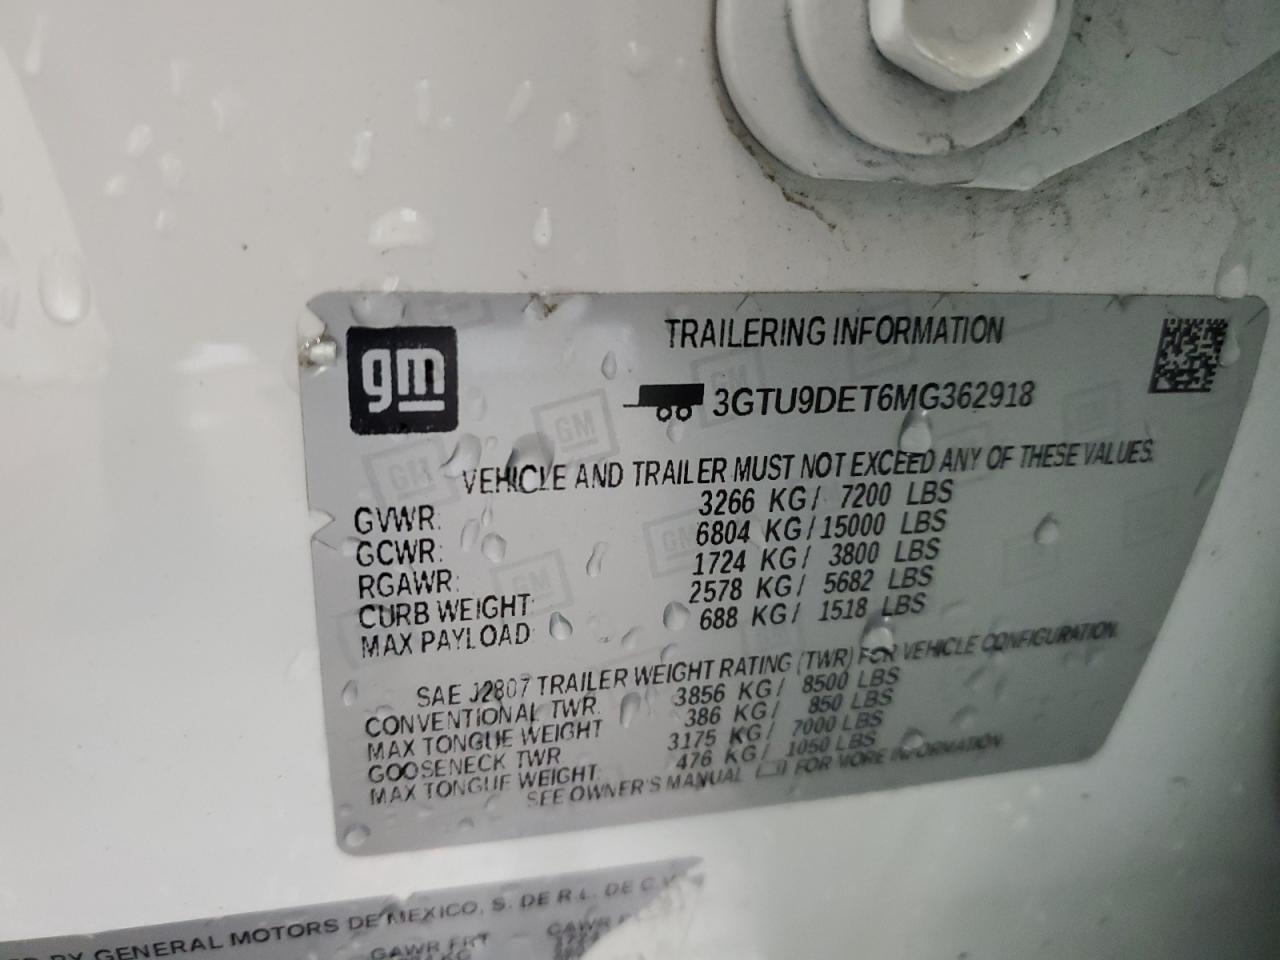 gm
TRAILERING INFORMATION
3GTU9DET6MG362918
VEHICLE AND TRAILER MUST NOT EXCEED ANY OF THESE VALUES.
GVWR: 3266 KG/ 7200 LBS
GCWR: 6804 KG/15000 LBS
RGAWR: 1724 KG/ 3800 LBS
CURB WEIGHT: 2578 KG/ 5682 LBS
MAX PAYLOAD: 688 KG/ 1518 LBS
SAE J2807 TRAILER WEIGHT RATING (TWR) FOR VEHICLE CONFIGURATION.
CONVENTIONAL TWR: 3856 KG/ 8500 LBS
MAX TONGUE WEIGHT 386 KG/ 850 LBS
GOOSENECK TWR 3175 KG/ 7000 LBS
MAX TONGUE WEIGHT: 476 KG/ 1050 LBS
SEE OWNER'S MANUAL FOR MORE INFORMATION
BY GENERAL MOTORS DE MEXICO, S. DE R.L. DE C.V.
GAWR FRT GAWR